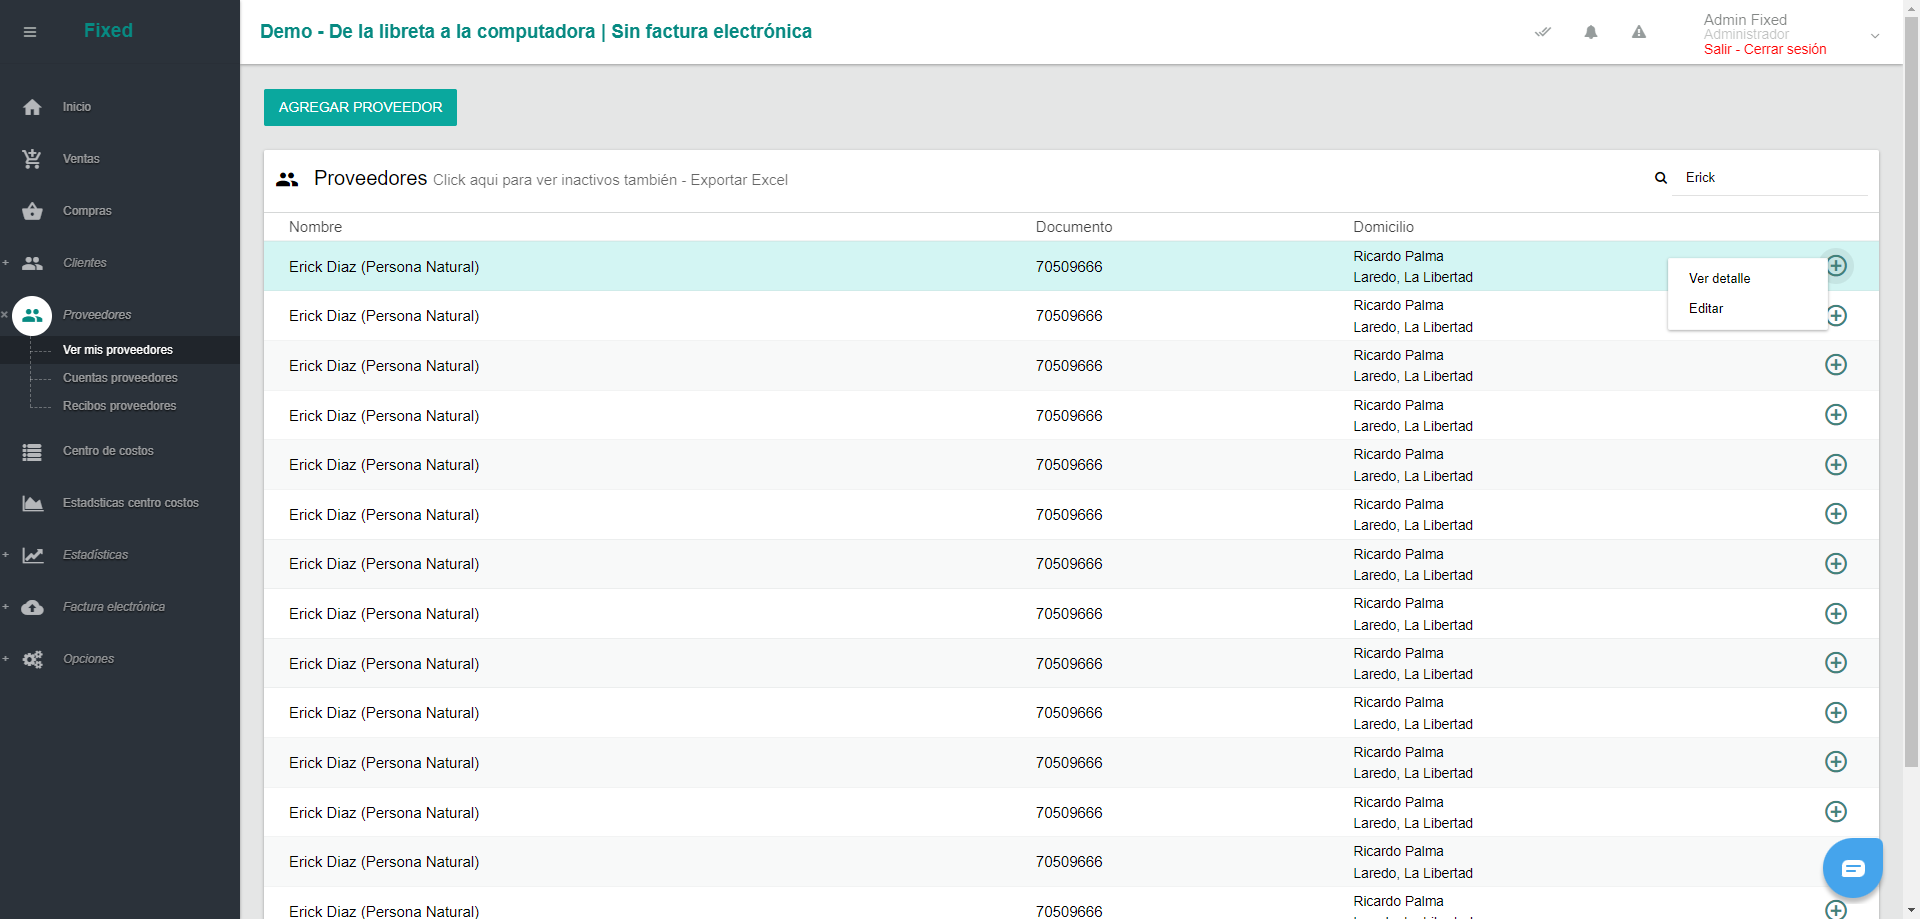 Fixed
Demo - De la libreta a la computadora | Sin factura electrónica
Admin Fixed
Administrador
Salir - Cerrar sesión
Inicio
Ventas
Compras
Clientes
Proveedores
Ver mis proveedores
Cuentas proveedores
Recibos proveedores
Centro de costos
Estadsticas centro costos
Estadísticas
Factura electrónica
Opciones
AGREGAR PROVEEDOR
Proveedores Click aqui para ver inactivos también - Exportar Excel
Erick
Nombre Documento Domicilio
Erick Diaz (Persona Natural) 70509666 Ricardo Palma
Laredo, La Libertad
Ver detalle
Editar
Erick Diaz (Persona Natural) 70509666 Ricardo Palma
Laredo, La Libertad
Erick Diaz (Persona Natural) 70509666 Ricardo Palma
Laredo, La Libertad
Erick Diaz (Persona Natural) 70509666 Ricardo Palma
Laredo, La Libertad
Erick Diaz (Persona Natural) 70509666 Ricardo Palma
Laredo, La Libertad
Erick Diaz (Persona Natural) 70509666 Ricardo Palma
Laredo, La Libertad
Erick Diaz (Persona Natural) 70509666 Ricardo Palma
Laredo, La Libertad
Erick Diaz (Persona Natural) 70509666 Ricardo Palma
Laredo, La Libertad
Erick Diaz (Persona Natural) 70509666 Ricardo Palma
Laredo, La Libertad
Erick Diaz (Persona Natural) 70509666 Ricardo Palma
Laredo, La Libertad
Erick Diaz (Persona Natural) 70509666 Ricardo Palma
Laredo, La Libertad
Erick Diaz (Persona Natural) 70509666 Ricardo Palma
Laredo, La Libertad
Erick Diaz (Persona Natural) 70509666 Ricardo Palma
Laredo, La Libertad
Erick Diaz (Persona Natural) 70509666 Ricardo Palma